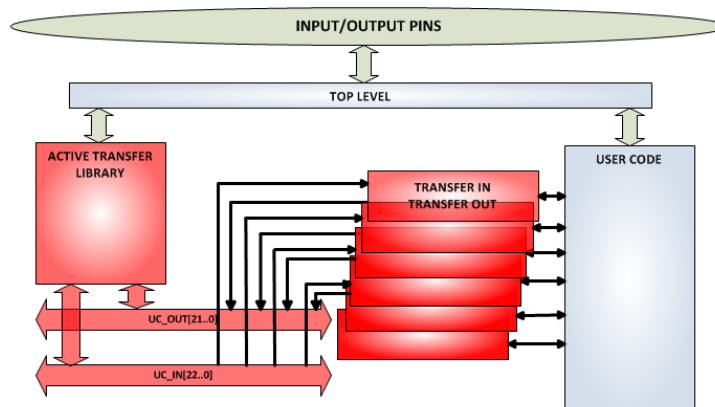 INPUT/OUTPUT PINS
TOP LEVEL
ACTIVE TRANSFER
LIBRARY
TRANSFER IN
TRANSFER OUT
USER CODE
UC_OUT[21..0]
UC_IN[22..0]